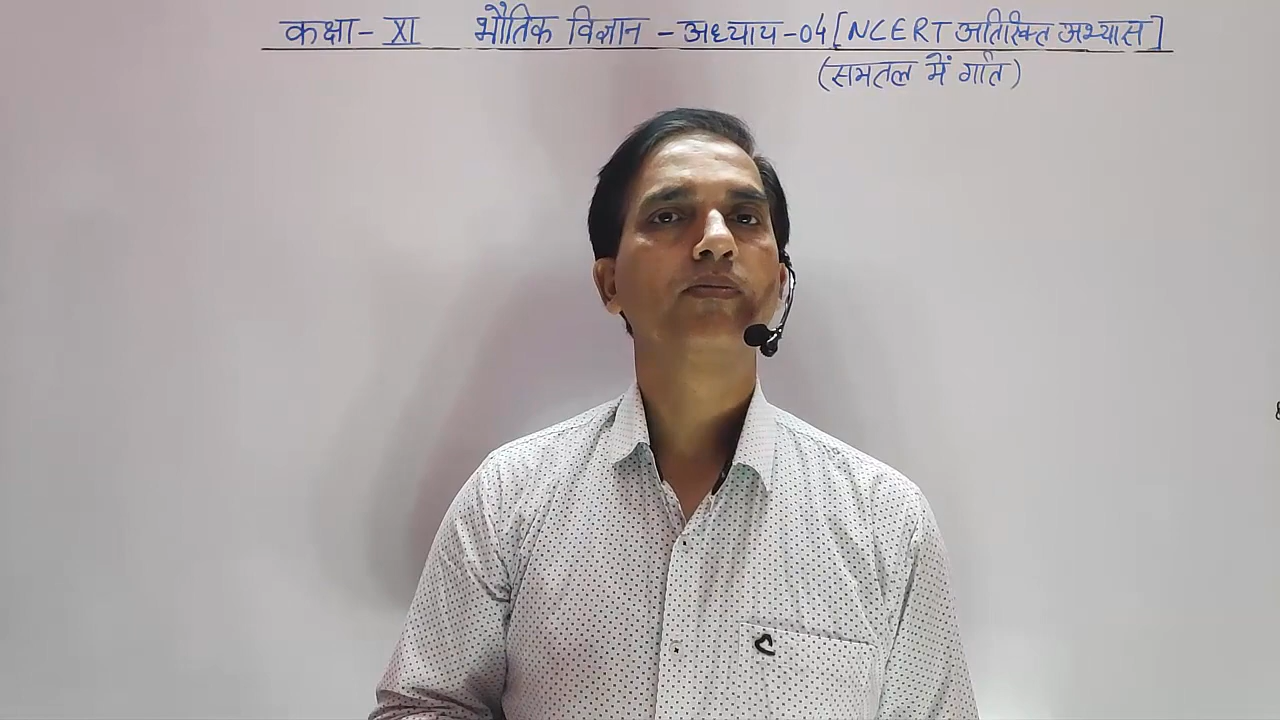 कक्षा- XI भौतिक विज्ञान - अध्याय-04 [NCERT अतिरिक्त अभ्यास]
(समतल में गति)